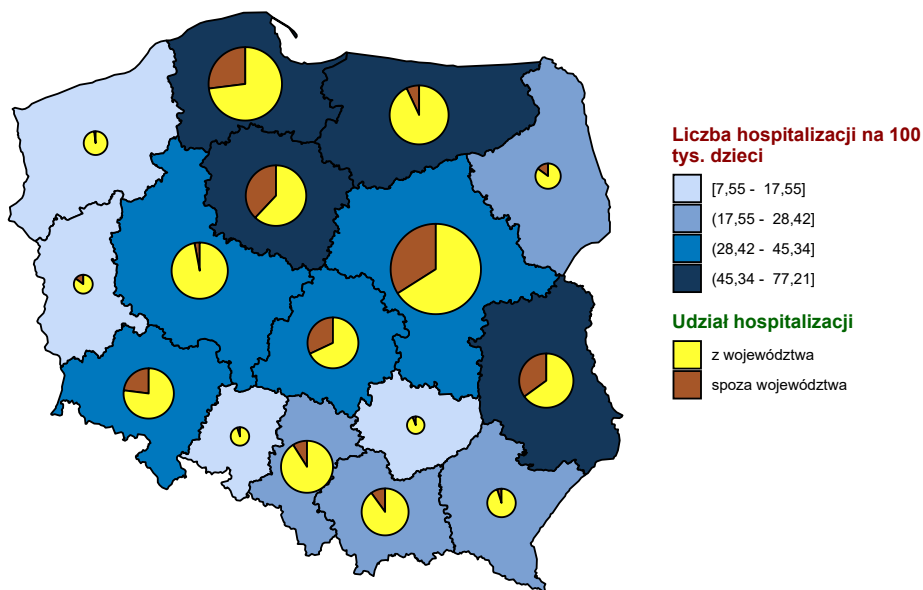 Liczba hospitalizacji na 100
tys. dzieci
[7,55 - 17,55]
(17,55 - 28,42]
(28,42 - 45,34]
(45,34 - 77,21]
Udział hospitalizacji
z województwa
spoza województwa